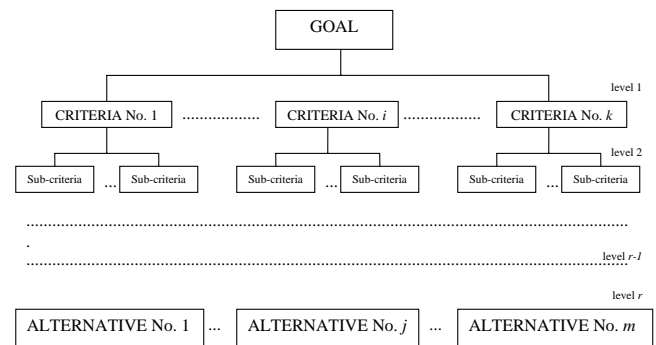 GOAL
level 1
CRITERIA No. 1 .................. CRITERIA No. i .................. CRITERIA No. k
level 2
Sub-criteria ... Sub-criteria Sub-criteria ... Sub-criteria Sub-criteria ... Sub-criteria
.
level r-1
level r
ALTERNATIVE No. 1 ... ALTERNATIVE No. j ... ALTERNATIVE No. m